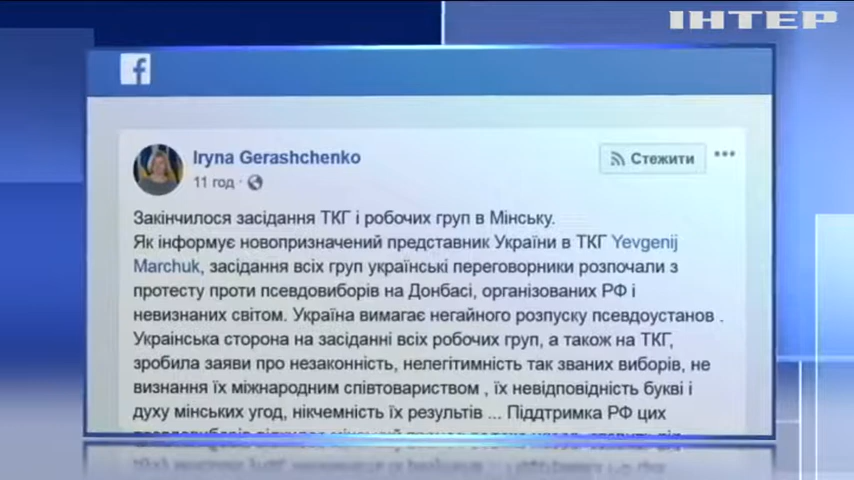 ІНТЕР
f
Iryna Gerashchenko
11 год ·
Стежити
Закінчилося засідання ТКГ і робочих груп в Мінську.
Як інформує новопризначений представник України в ТКГ Yevgenij
Marchuk, засідання всіх груп українські переговорники розпочали з
протесту проти псевдовиборів на Донбасі, організованих РФ і
невизнаних світом. Україна вимагає негайного розпуску псевдоустанов .
Українська сторона на засіданні всіх робочих груп, а також на ТКГ,
зробила заяви про незаконність, нелегітимність так званих виборів, не
визнання їх міжнародним співтовариством , їх невідповідність букві і
духу мінських угод, нікчемність їх результів ... Піддтримка РФ цих